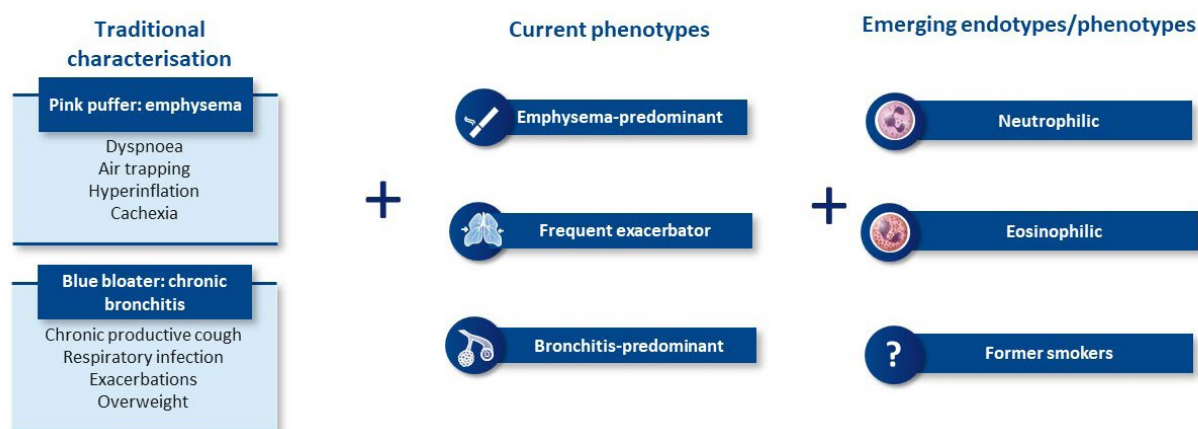 Traditional
characterisation
Pink puffer: emphysema
Dyspnoea
Air trapping
Hyperinflation
Cachexia
Blue bloater: chronic
bronchitis
Chronic productive cough
Respiratory infection
Exacerbations
Overweight
+
Current phenotypes
Emphysema-predominant
Frequent exacerbator
Bronchitis-predominant
+
Emerging endotypes/phenotypes
Neutrophilic
Eosinophilic
?
Former smokers